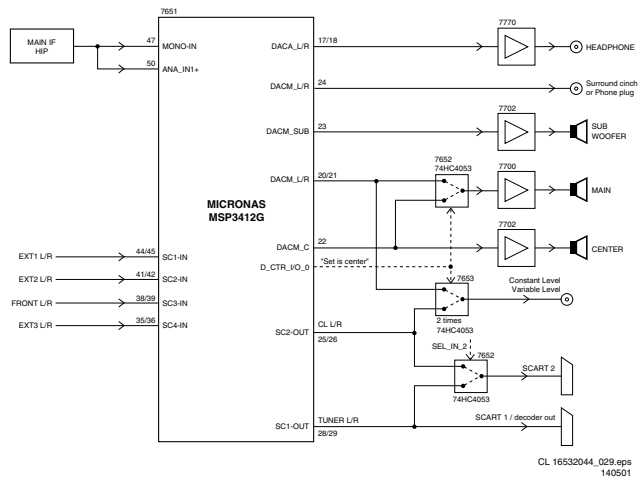 7651
MAIN IF
HIP
47
MONO-IN
50
ANA_IN1+
DACA_L/R
17/18
7770
HEADPHONE
DACM_L/R
24
Surround cinch
or Phone plug
DACM_SUB
23
7702
SUB
WOOFER
DACM_L/R
20/21
7652
74HC4053
7700
MAIN
MICRONAS
MSP3412G
DACM_C
22
7702
CENTER
D_CTR_I/O_0
"Set is center"
EXT1 L/R
44/45
SC1-IN
EXT2 L/R
41/42
SC2-IN
FRONT L/R
38/39
SC3-IN
EXT3 L/R
35/36
SC4-IN
7653
Constant Level
Variable Level
2 times
74HC4053
SC2-OUT
CL L/R
25/26
SEL_IN_2
7652
74HC4053
SCART 2
SC1-OUT
TUNER L/R
28/29
SCART 1 / decoder out
CL 16532044_029.eps
140501